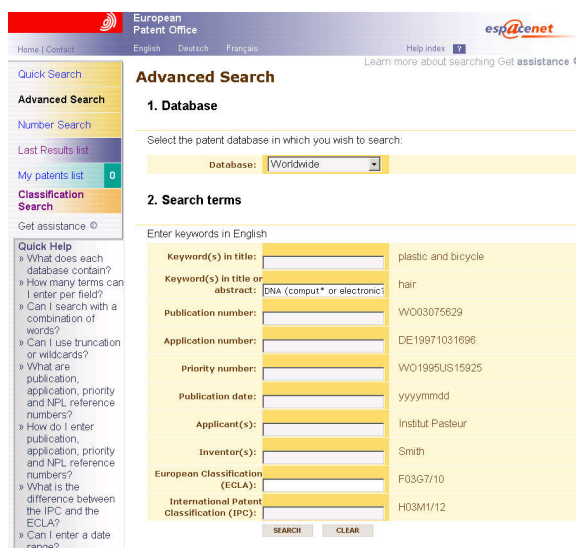 European
Patent Office
espacenet
Home | Contact
English Deutsch Français
Help index ?
Learn more about searching Get assistance
Quick Search
Advanced Search
Number Search
Last Results list
My patents list 0
Classification
Search
Get assistance
Quick Help
» What does each
database contain?
» How many terms can
I enter per field?
» Can I search with a
combination of
words?
» Can I use truncation
or wildcards?
» What are
publication,
application, priority
and NPL reference
numbers?
» How do I enter
publication,
application, priority
and NPL reference
numbers?
» What is the
difference between
the IPC and the
ECLA?
» Can I enter a date
range?
Advanced Search
1. Database
Select the patent database in which you wish to search:
Database: Worldwide
2. Search terms
Enter keywords in English
Keyword(s) in title: plastic and bicycle
Keyword(s) in title or
abstract: DNA (comput* or electronic? hair
Publication number: WO03075629
Application number: DE19971031696
Priority number: WO1995US15925
Publication date: yyyymmdd
Applicant(s): Institut Pasteur
Inventor(s): Smith
European Classification
(ECLA): F03G7/10
International Patent
Classification (IPC): H03M1/12
SEARCH CLEAR